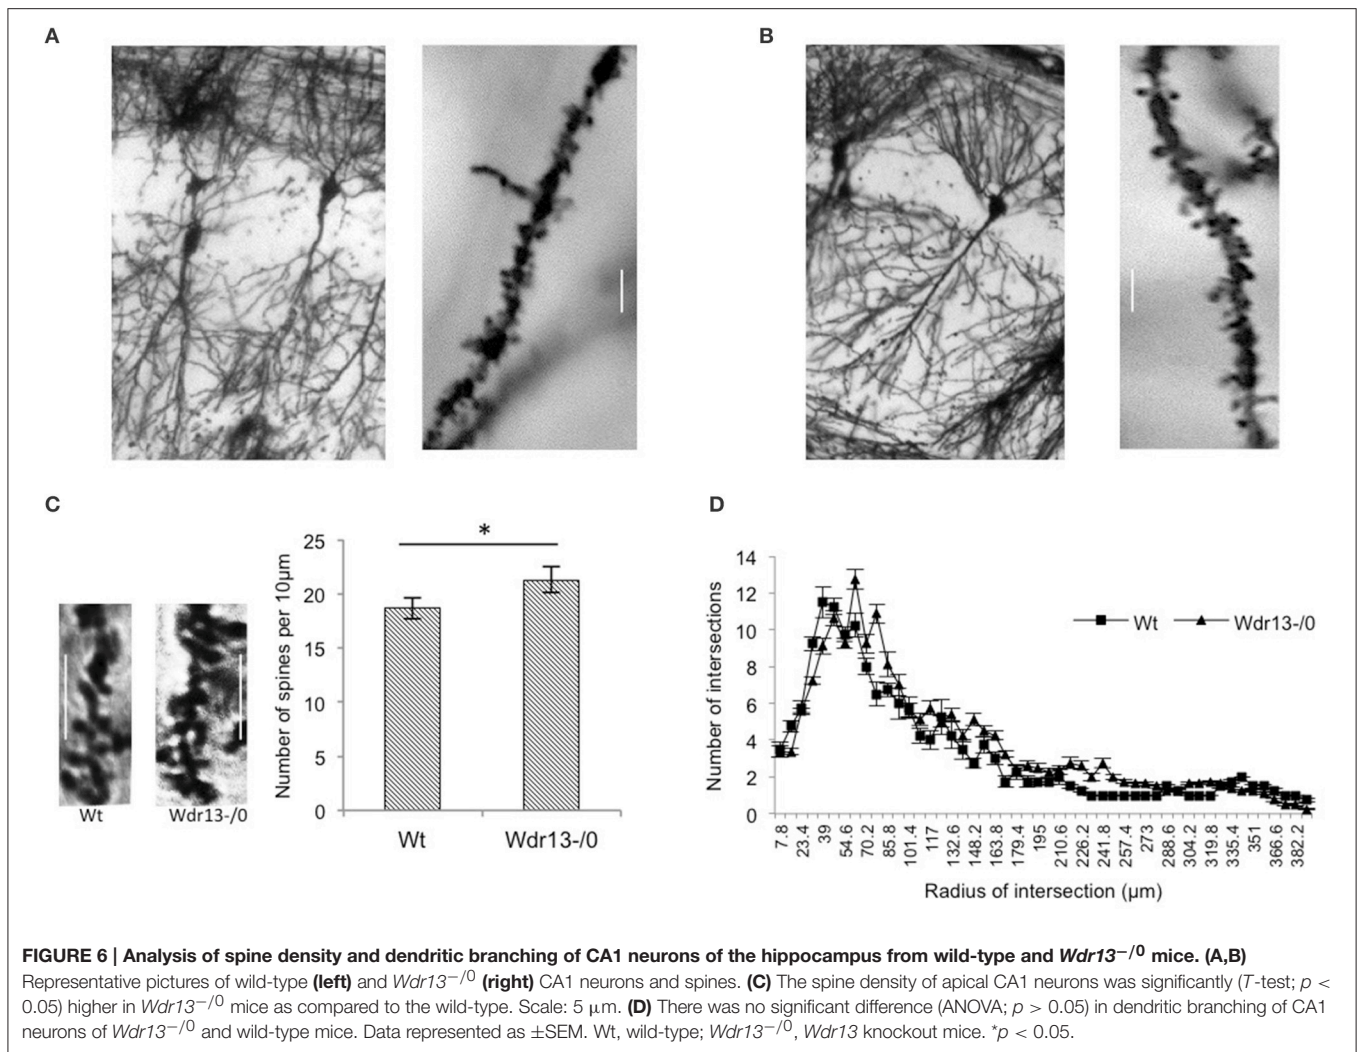 A
B
C
D
*
25
20
15
10
5
0
Number of spines per 10µm
Wt
Wdr13-/0
Wt
Wdr13-/0
14
12
10
8
6
4
2
0
Number of intersections
Wt
Wdr13-/0
7.8
23.4
39
54.6
70.2
85.8
101.4
117
132.6
148.2
163.8
179.4
195
210.6
226.2
241.8
257.4
273
288.6
304.2
319.8
335.4
351
366.6
382.2
Radius of intersection (µm)
FIGURE 6 | Analysis of spine density and dendritic branching of CA1 neurons of the hippocampus from wild-type and Wdr13−/0 mice. (A,B)
Representative pictures of wild-type (left) and Wdr13−/0 (right) CA1 neurons and spines. (C) The spine density of apical CA1 neurons was significantly (T-test; p <
0.05) higher in Wdr13−/0 mice as compared to the wild-type. Scale: 5 µm. (D) There was no significant difference (ANOVA; p > 0.05) in dendritic branching of CA1
neurons of Wdr13−/0 and wild-type mice. Data represented as ±SEM. Wt, wild-type; Wdr13−/0, Wdr13 knockout mice. *p < 0.05.